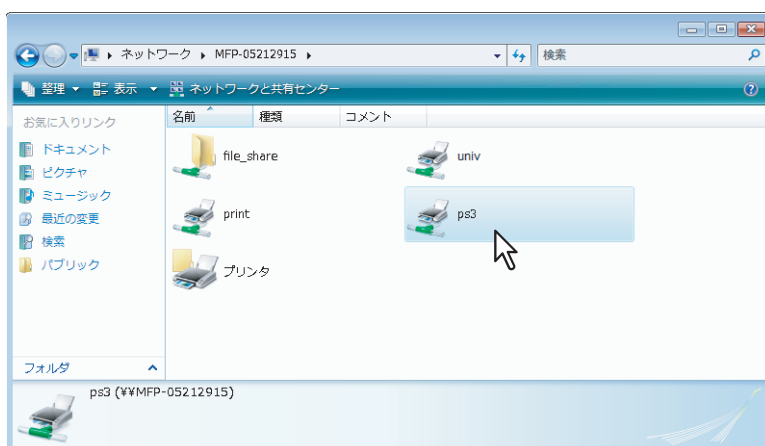 ネットワーク ▸ MFP-05212915 ▸ 検索
整理 表示 ネットワークと共有センター
お気に入りリンク
ドキュメント
ピクチャ
ミュージック
最近の変更
検索
パブリック
フォルダ
名前 種類 コメント
file_share univ
print ps3
プリンタ
ps3 (¥¥MFP-05212915)